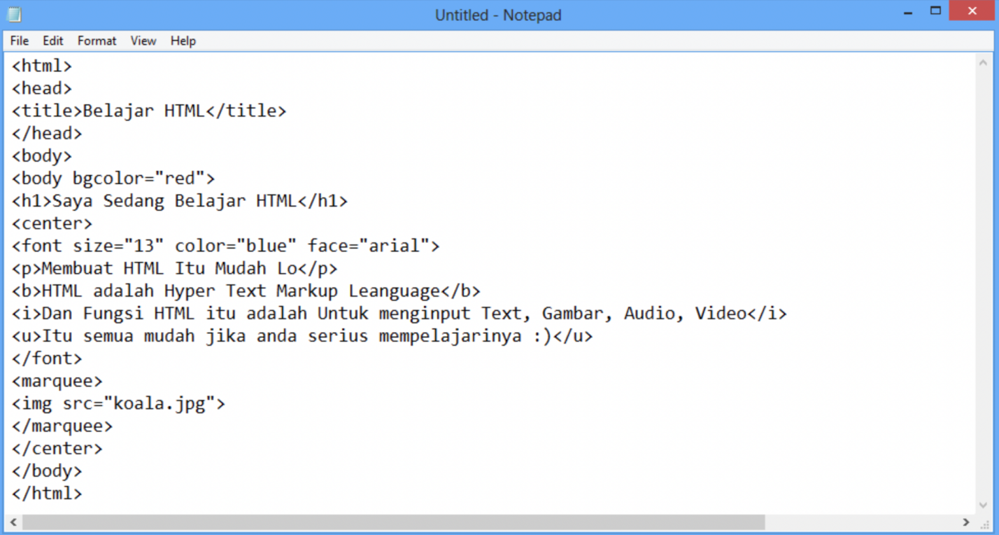 Untitled - Notepad
File Edit Format View Help
<html>
<head>
<title>Belajar HTML</title>
</head>
<body>
<body bgcolor="red">
<h1>Saya Sedang Belajar HTML</h1>
<center>
<font size="13" color="blue" face="arial">
<p>Membuat HTML Itu Mudah Lo</p>
<b>HTML adalah Hyper Text Markup Leanguage</b>
<i>Dan Fungsi HTML itu adalah Untuk menginput Text, Gambar, Audio, Video</i>
<u>Itu semua mudah jika anda serius mempelajarinya :)</u>
</font>
<marquee>
<img src="koala.jpg">
</marquee>
</center>
</body>
</html>